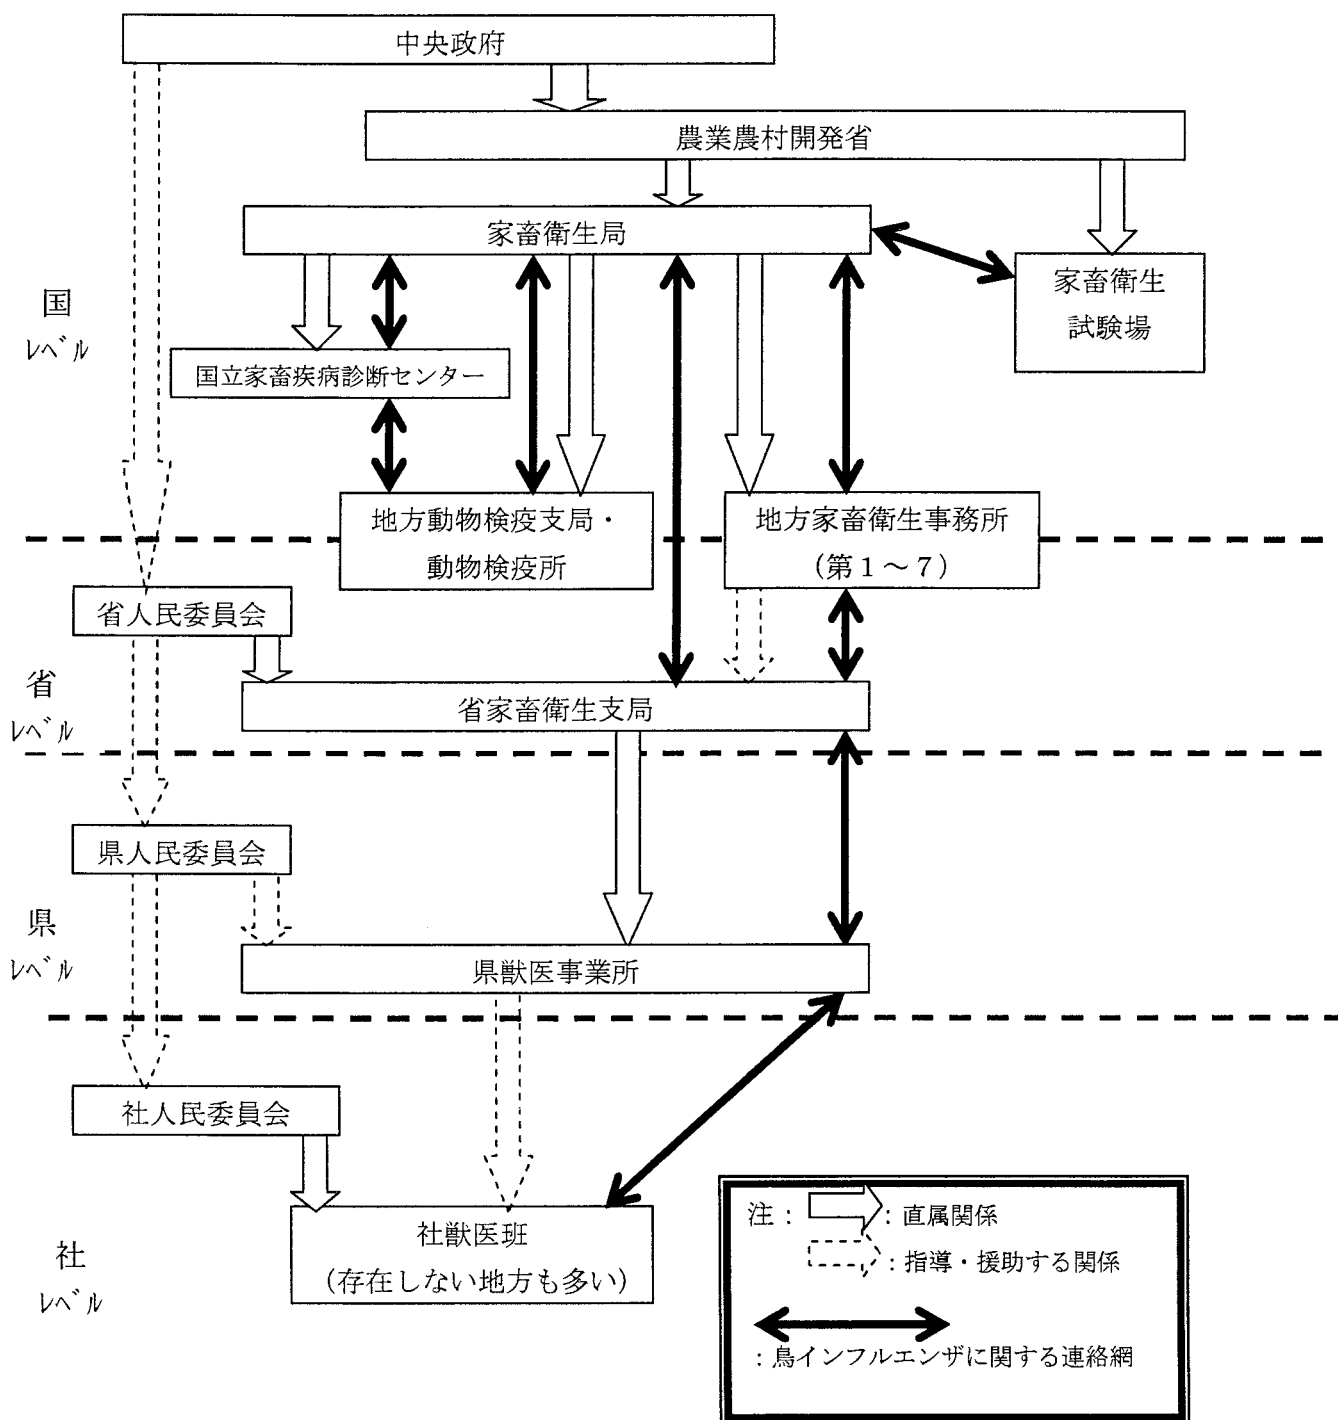 中央政府
農業農村開発省
家畜衛生局
家畜衛生
試験場
国
レベル
国立家畜疾病診断センター
地方動物検疫支局・
動物検疫所
地方家畜衛生事務所
(第1～7)
省人民委員会
省
レベル
省家畜衛生支局
県人民委員会
県
レベル
県獣医事業所
社人民委員会
社獣医班
(存在しない地方も多い)
社
レベル
注： ：直属関係
：指導・援助する関係
：鳥インフルエンザに関する連絡網